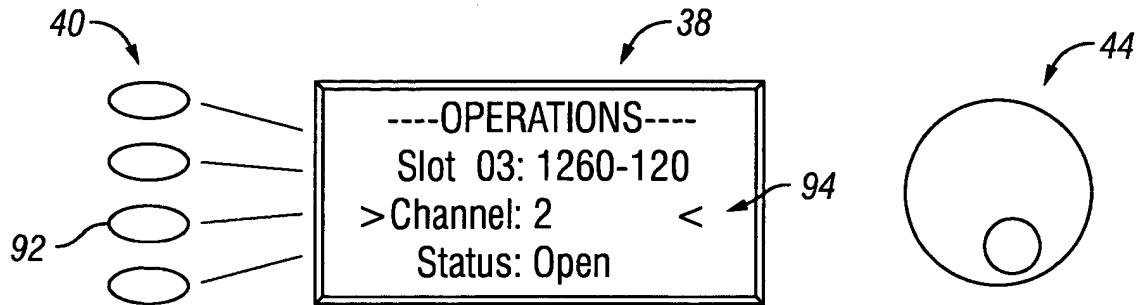 40
38
44
----OPERATIONS----
Slot 03: 1260-120
>Channel: 2 <
94
92
Status: Open